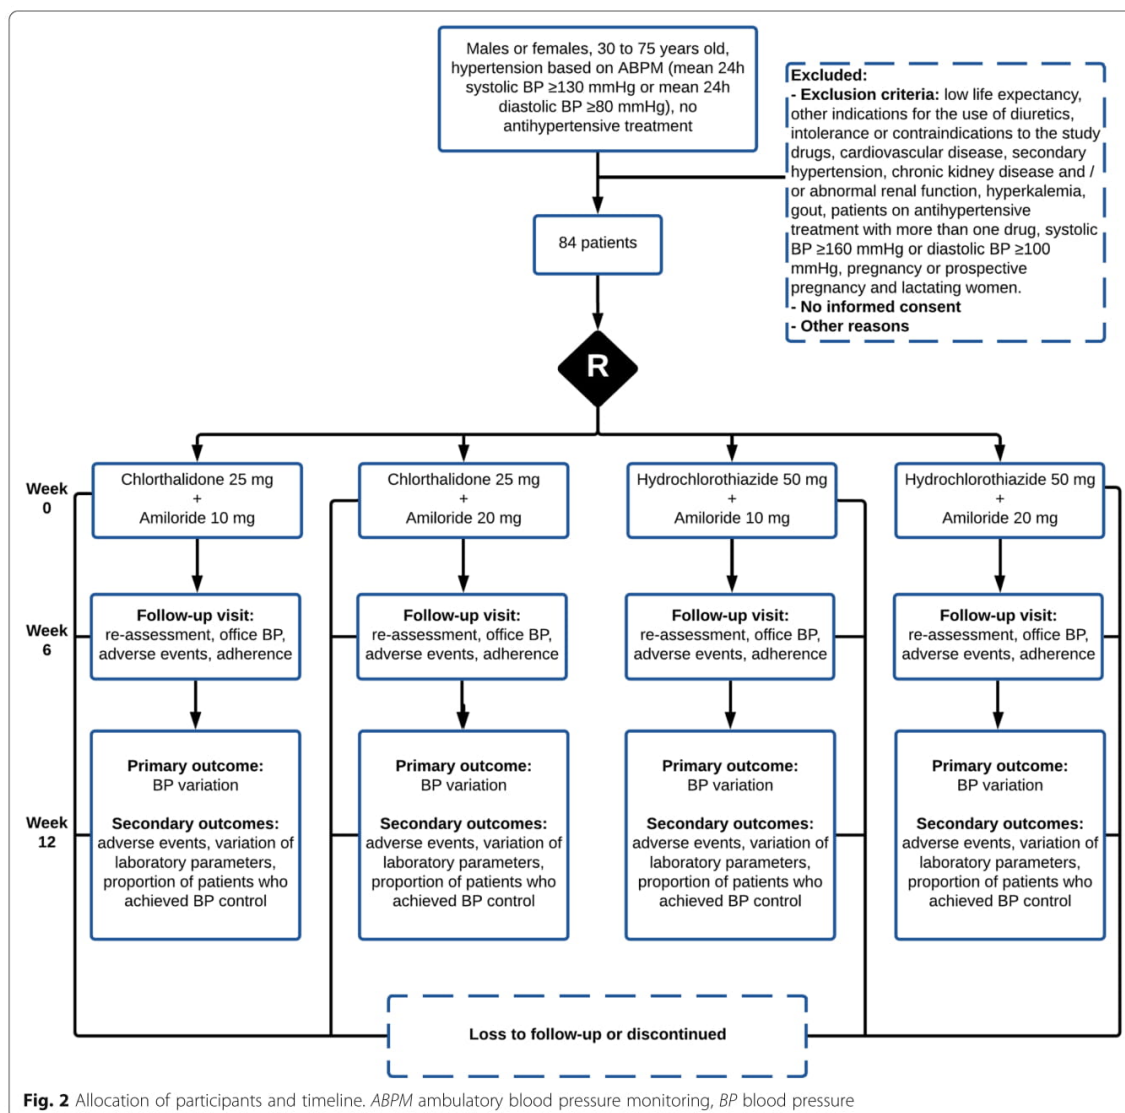 Males or females, 30 to 75 years old,
hypertension based on ABPM (mean 24h
systolic BP ≥130 mmHg or mean 24h
diastolic BP ≥80 mmHg), no
antihypertensive treatment
Excluded:
- Exclusion criteria: low life expectancy,
other indications for the use of diuretics,
intolerance or contraindications to the study
drugs, cardiovascular disease, secondary
hypertension, chronic kidney disease and /
or abnormal renal function, hyperkalemia,
gout, patients on antihypertensive
treatment with more than one drug, systolic
BP ≥160 mmHg or diastolic BP ≥100
mmHg, pregnancy or prospective
pregnancy and lactating women.
- No informed consent
- Other reasons
84 patients
R
Week
0
Chlorthalidone 25 mg
+
Amiloride 10 mg
Chlorthalidone 25 mg
+
Amiloride 20 mg
Hydrochlorothiazide 50 mg
+
Amiloride 10 mg
Hydrochlorothiazide 50 mg
+
Amiloride 20 mg
Week
6
Follow-up visit:
re-assessment, office BP,
adverse events, adherence
Follow-up visit:
re-assessment, office BP,
adverse events, adherence
Follow-up visit:
re-assessment, office BP,
adverse events, adherence
Follow-up visit:
re-assessment, office BP,
adverse events, adherence
Week
12
Primary outcome:
BP variation
Secondary outcomes:
adverse events, variation of
laboratory parameters,
proportion of patients who
achieved BP control
Primary outcome:
BP variation
Secondary outcomes:
adverse events, variation of
laboratory parameters,
proportion of patients who
achieved BP control
Primary outcome:
BP variation
Secondary outcomes:
adverse events, variation of
laboratory parameters,
proportion of patients who
achieved BP control
Primary outcome:
BP variation
Secondary outcomes:
adverse events, variation of
laboratory parameters,
proportion of patients who
achieved BP control
Loss to follow-up or discontinued
Fig. 2 Allocation of participants and timeline. ABPM ambulatory blood pressure monitoring, BP blood pressure